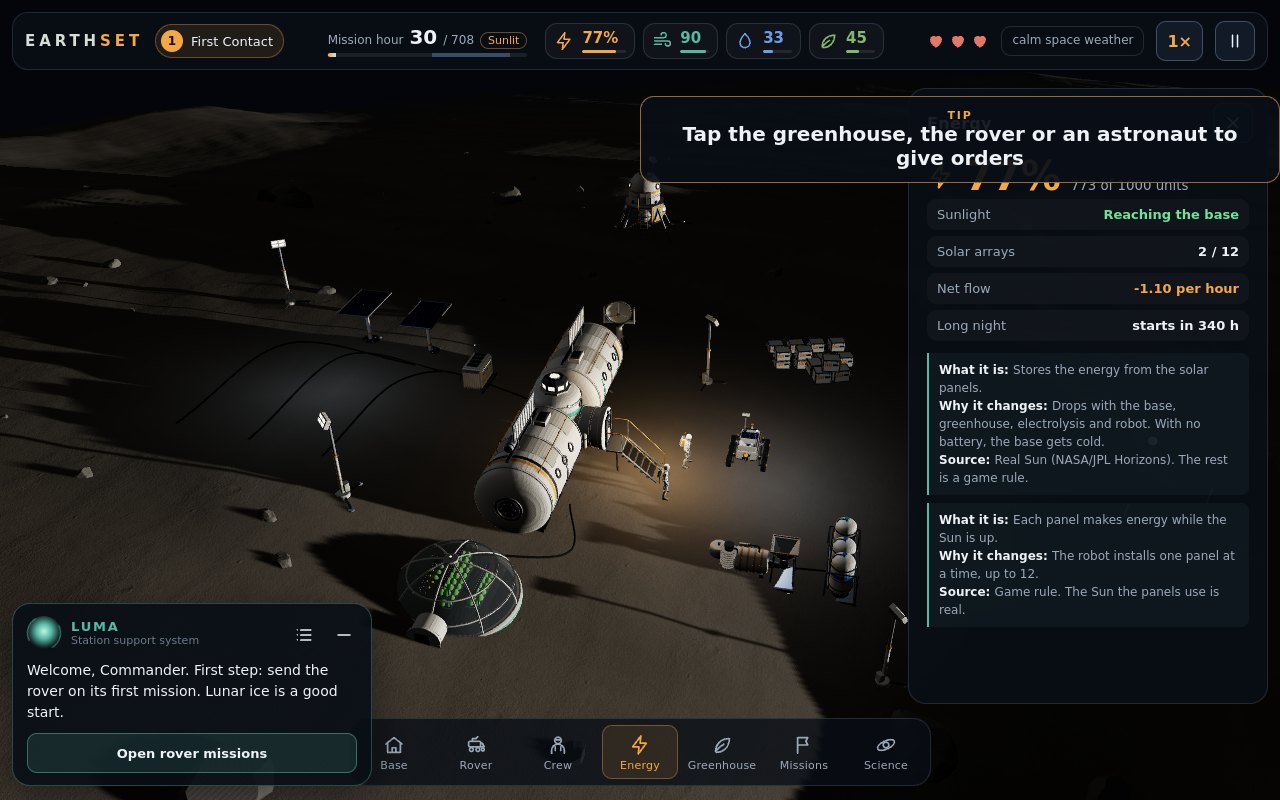 EARTHSET
1 First Contact
Mission hour 30 / 708 Sunlit
77%
90
33
45
calm space weather
1×
TIP
Tap the greenhouse, the rover or an astronaut to
give orders
Energy
77% 773 of 1000 units
Sunlight Reaching the base
Solar arrays 2 / 12
Net flow -1.10 per hour
Long night starts in 340 h
What it is: Stores the energy from the solar
panels.
Why it changes: Drops with the base,
greenhouse, electrolysis and robot. With no
battery, the base gets cold.
Source: Real Sun (NASA/JPL Horizons). The rest
is a game rule.
What it is: Each panel makes energy while the
Sun is up.
Why it changes: The robot installs one panel at
a time, up to 12.
Source: Game rule. The Sun the panels use is
real.
LUMA
Station support system
Welcome, Commander. First step: send the
rover on its first mission. Lunar ice is a good
start.
Open rover missions
Base
Rover
Crew
Energy
Greenhouse
Missions
Science